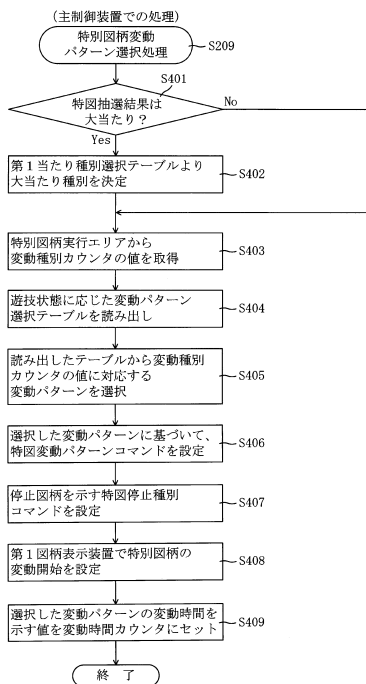 (主制御装置での処理)
特別図柄変動
パターン選択処理
S209
S401
特図抽選結果は
大当たり？
No
Yes
第1当たり種別選択テーブルより
大当たり種別を決定
S402
特別図柄実行エリアから
変動種別カウンタの値を取得
S403
遊技状態に応じた変動パターン
選択テーブルを読み出し
S404
読み出したテーブルから変動種別
カウンタの値に対応する
変動パターンを選択
S405
選択した変動パターンに基づいて、
特図変動パターンコマンドを設定
S406
停止図柄を示す特図停止種別
コマンドを設定
S407
第1図柄表示装置で特別図柄の
変動開始を設定
S408
選択した変動パターンの変動時間を
示す値を変動時間カウンタにセット
S409
終 了